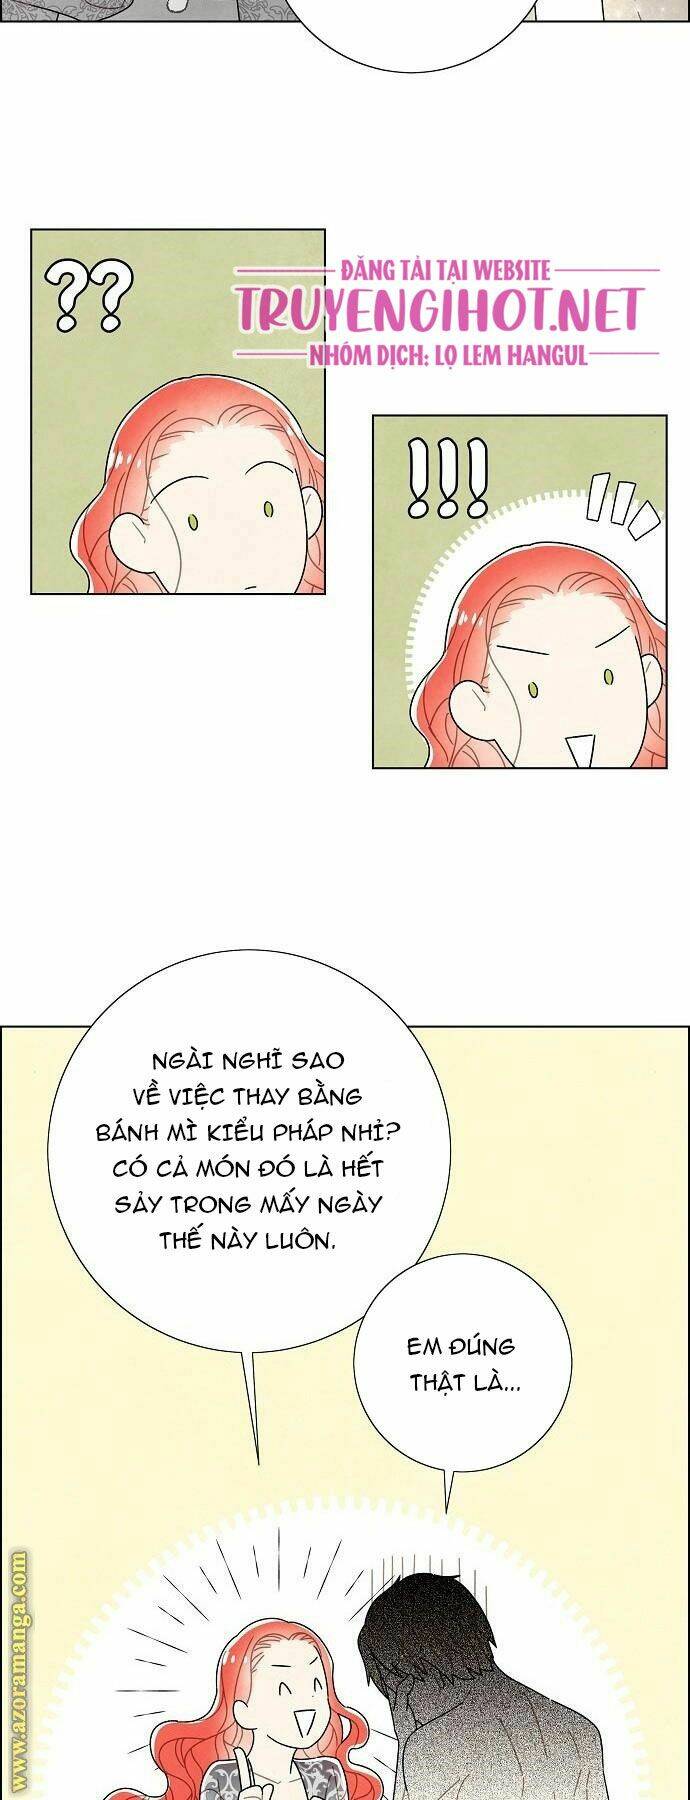 ??
ĐĂNG TẢI TẠI WEBSITE
TRUYENGIHOT.NET
NHÓM DỊCH: LỌ LEM HANGUL
!!!
NGÀI NGHĨ SAO
VỀ VIỆC THAY BẰNG
BÁNH MÌ KIỂU PHÁP NHỈ?
CÓ CẢ MÓN ĐÓ LÀ HẾT
SẢY TRONG MẤY NGÀY
THẾ NÀY LUÔN.
EM ĐÚNG
THẬT LÀ...
www.azoramanga.com